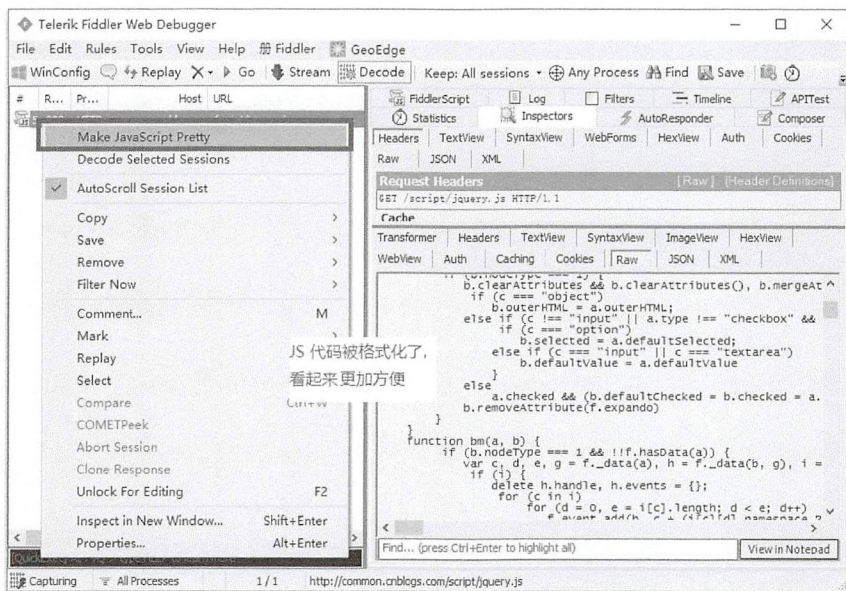 Telerik Fiddler Web Debugger
File Edit Rules Tools View Help 册 Fiddler GeoEdge
WinConfig Replay X Go Stream Decode Keep: All sessions Any Process Find Save
# R... Pr... Host URL
Make JavaScript Pretty
Decode Selected Sessions
AutoScroll Session List
Copy >
Save >
Remove >
Filter Now >
Comment... M
Mark >
Replay
Select
Compare Ctrl+W
COMETPeek
Abort Session
Clone Response
Unlock For Editing F2
Inspect in New Window... Shift+Enter
Properties... Alt+Enter
JS 代码被格式化了,
看起来更加方便
FiddlerScript Log Filters Timeline APITest
Statistics Inspectors AutoResponder Composer
Headers TextView SyntaxView WebForms HexView Auth Cookies
Raw JSON XML
Request Headers [Raw] [Header Definitions]
GET /script/jquery.js HTTP/1.1
Cache
Transformer Headers TextView SyntaxView ImageView HexView
WebView Auth Caching Cookies Raw JSON XML
if (b.nodeType === 1) {
b.clearAttributes && b.clearAttributes(), b.mergeAt
if (c === "object")
b.outerHTML = a.outerHTML;
else if (c !== "input" || a.type !== "checkbox" &&
if (c === "option")
b.selected = a.defaultSelected;
else if (c === "input" || c === "textarea")
b.defaultValue = a.defaultValue
}
else
a.checked && (b.defaultChecked = b.checked = a.
b.removeAttribute(f.expando)
}
}
function bm(a, b) {
if (b.nodeType === 1 && !!f.hasData(a)) {
var c, d, e, g = f._data(a), h = f._data(b, g), i =
if (i) {
delete h.handle, h.events = {};
for (c in i)
for (d = 0, e = i[c].length; d < e; d++)
f.event.add(b, c + (i[c][d].namespace ?
Find... (press Ctrl+Enter to highlight all) View in Notepad
Capturing All Processes 1 / 1 http://common.cnblogs.com/script/jquery.js